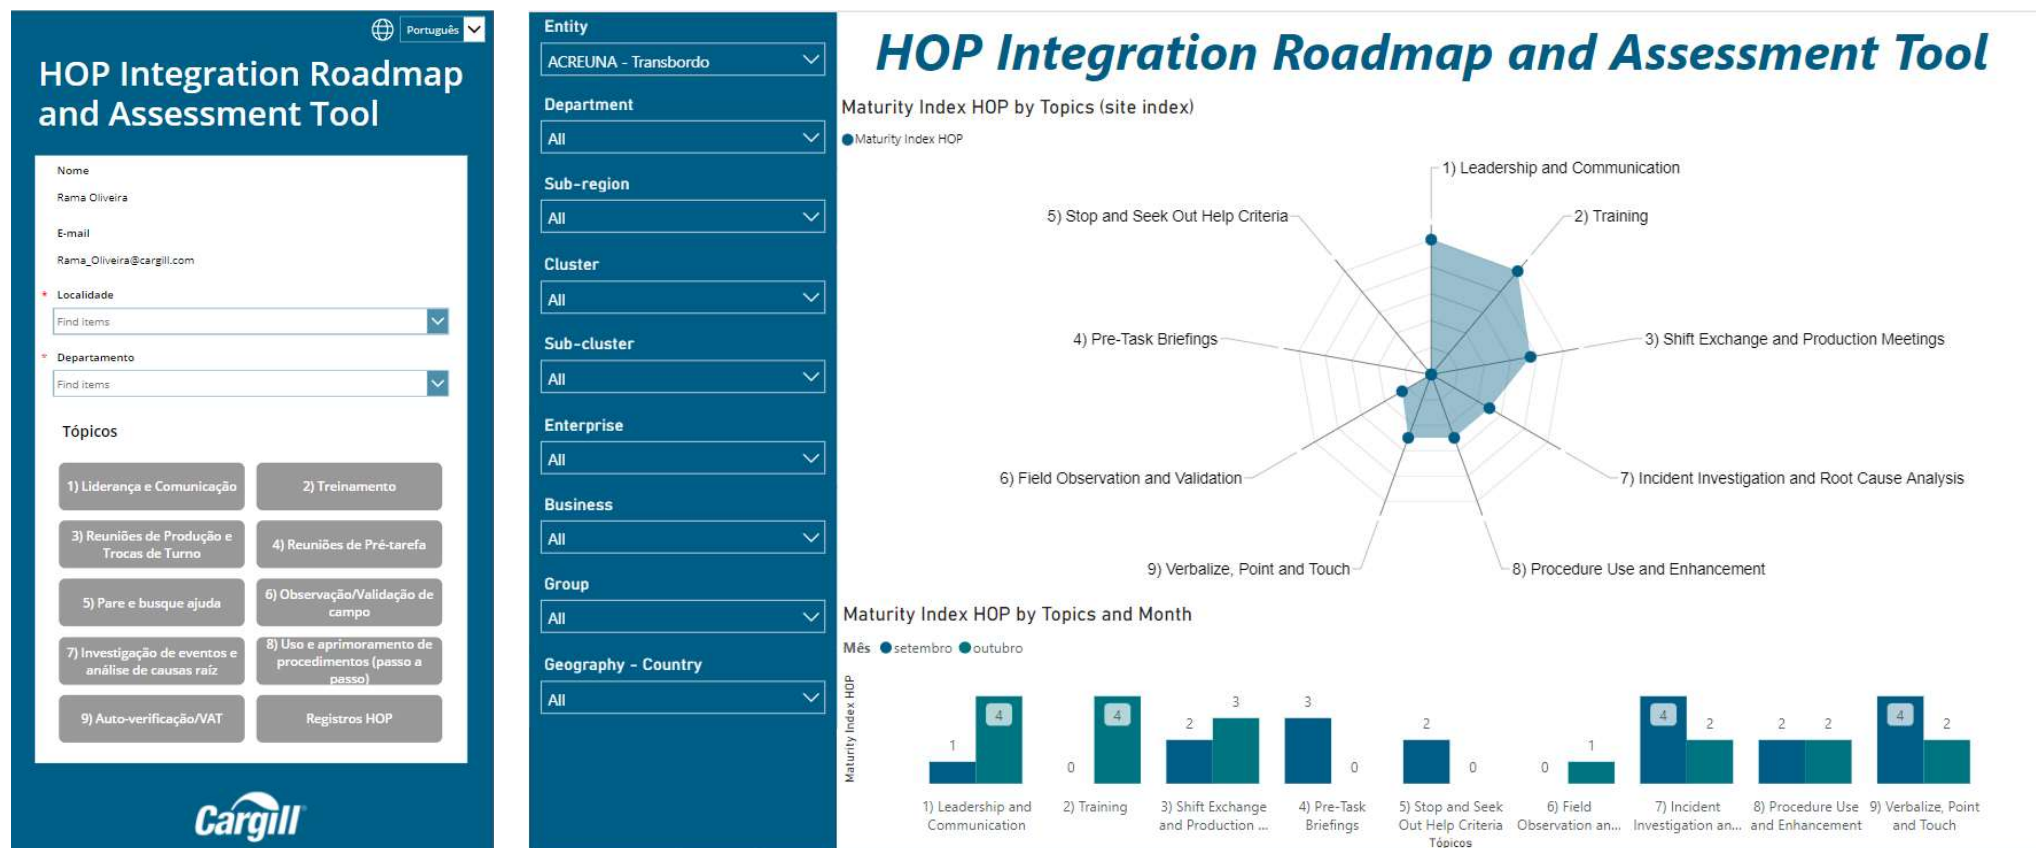 Português
HOP Integration Roadmap
and Assessment Tool
Nome
Rama Oliveira
E-mail
Rama_Oliveira@cargill.com
* Localidade
Find items
* Departamento
Find items
Tópicos
1) Liderança e Comunicação
2) Treinamento
3) Reuniões de Produção e
Trocas de Turno
4) Reuniões de Pré-tarefa
5) Pare e busque ajuda
6) Observação/Validação de
campo
7) Investigação de eventos e
análise de causas raíz
8) Uso e aprimoramento de
procedimentos (passo a
passo)
9) Auto-verificação/VAT
Registros HOP
Cargill
Entity
ACREUNA - Transbordo
Department
All
Sub-region
All
Cluster
All
Sub-cluster
All
Enterprise
All
Business
All
Group
All
Geography - Country
All
HOP Integration Roadmap and Assessment Tool
Maturity Index HOP by Topics (site index)
Maturity Index HOP
1) Leadership and Communication
2) Training
3) Shift Exchange and Production Meetings
7) Incident Investigation and Root Cause Analysis
8) Procedure Use and Enhancement
9) Verbalize, Point and Touch
6) Field Observation and Validation
4) Pre-Task Briefings
5) Stop and Seek Out Help Criteria
Maturity Index HOP by Topics and Month
Mês setembro outubro
Maturity Index HOP
1 4
0 4
2 3
3 0
2 0
0 1
4 2
2 2
4 2
1) Leadership and
Communication
2) Training
3) Shift Exchange
and Production ...
4) Pre-Task
Briefings
5) Stop and Seek
Out Help Criteria
6) Field
Observation an...
7) Incident
Investigation an...
8) Procedure Use
and Enhancement
9) Verbalize, Point
and Touch
Tópicos